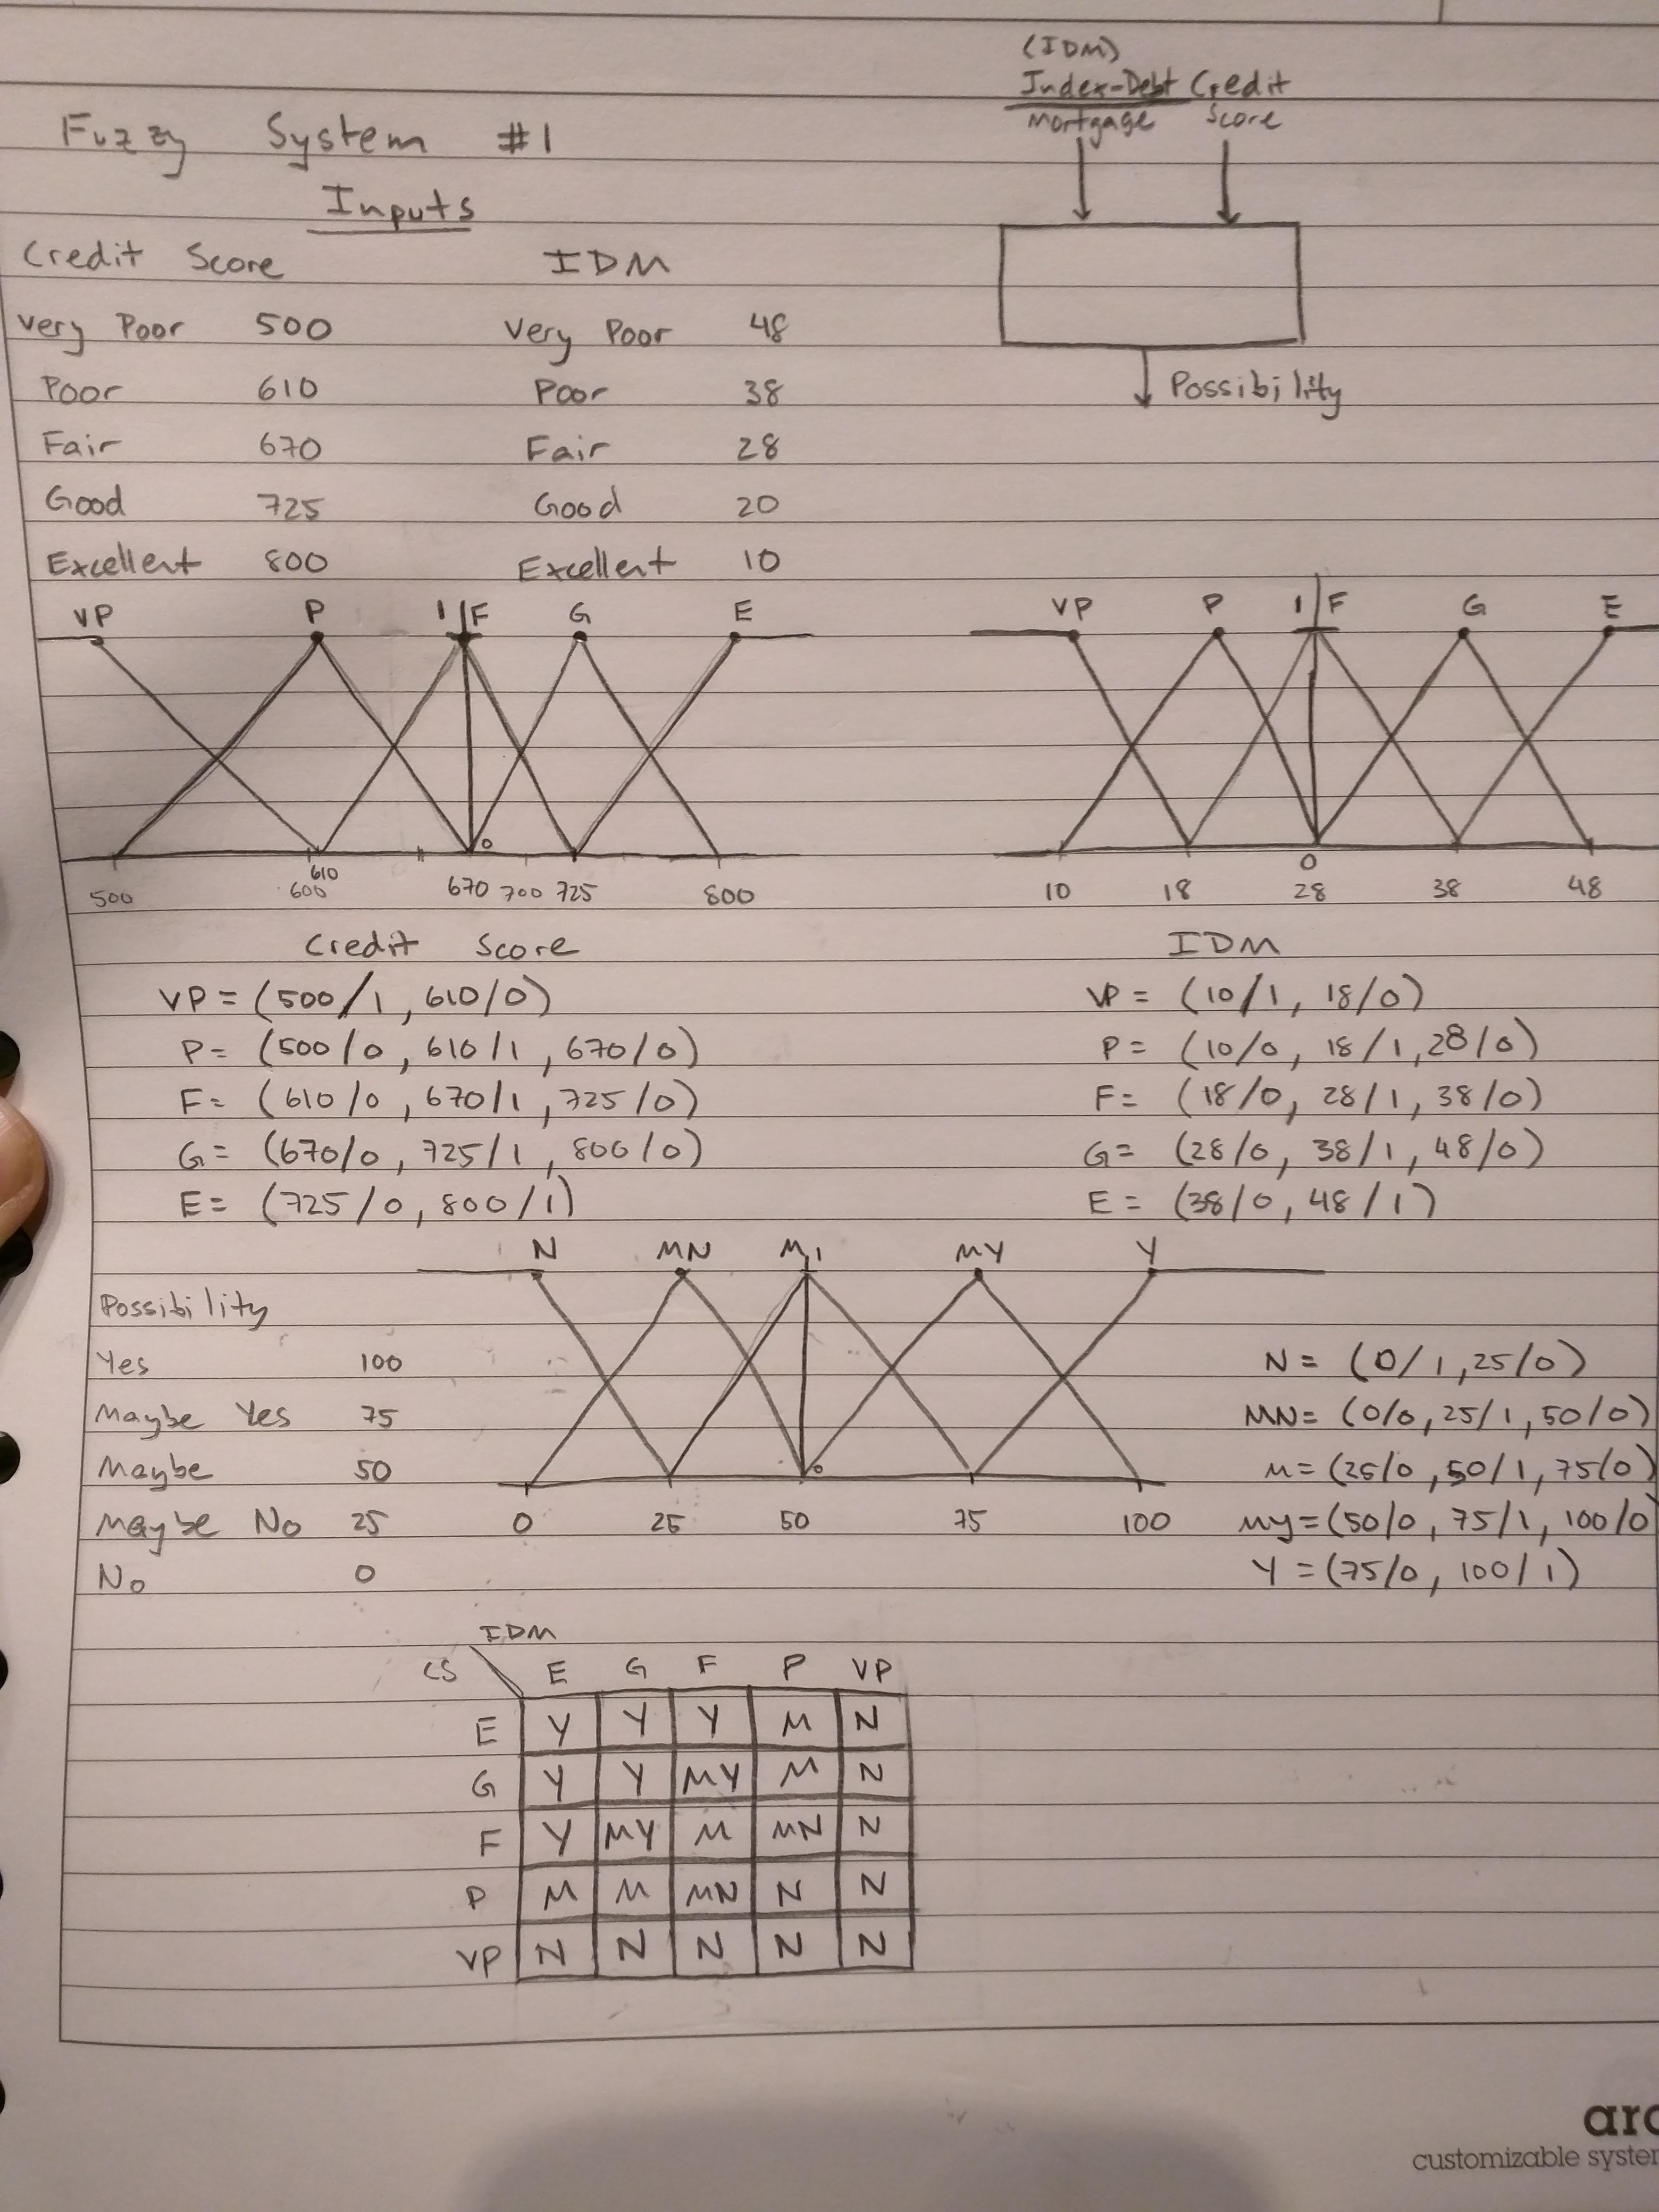 (IDM)
Index-Debt Credit
Mortgage Score
Fuzzy System #1
Inputs
Credit Score IDM
Very Poor 500 Very Poor 48
Poor 610 Poor 38
Possibility
Fair 670 Fair 28
Good 725 Good 20
Excellent 800 Excellent 10
VP P 1 F G E VP P 1 F G E
0 0
500 600 610 670 700 725 800 10 18 28 38 48
Credit Score IDM
VP = (500/1, 610/0) VP = (10/1, 18/0)
P = (500/0, 610/1, 670/0) P = (10/0, 18/1, 28/0)
F = (610/0, 670/1, 725/0) F = (18/0, 28/1, 38/0)
G = (670/0, 725/1, 800/0) G = (28/0, 38/1, 48/0)
E = (725/0, 800/1) E = (38/0, 48/1)
N MN M 1 MY Y
Possibility
Yes 100 N = (0/1, 25/0)
Maybe Yes 75 MN = (0/0, 25/1, 50/0)
Maybe 50 0 M = (25/0, 50/1, 75/0)
Maybe No 25 0 25 50 75 100 MY = (50/0, 75/1, 100/0
No 0 Y = (75/0, 100/1)
IDM
CS E G F P VP
E Y Y Y M N
G Y Y MY M N
F Y MY M MN N
P M M MN N N
VP N N N N N
arc
customizable system